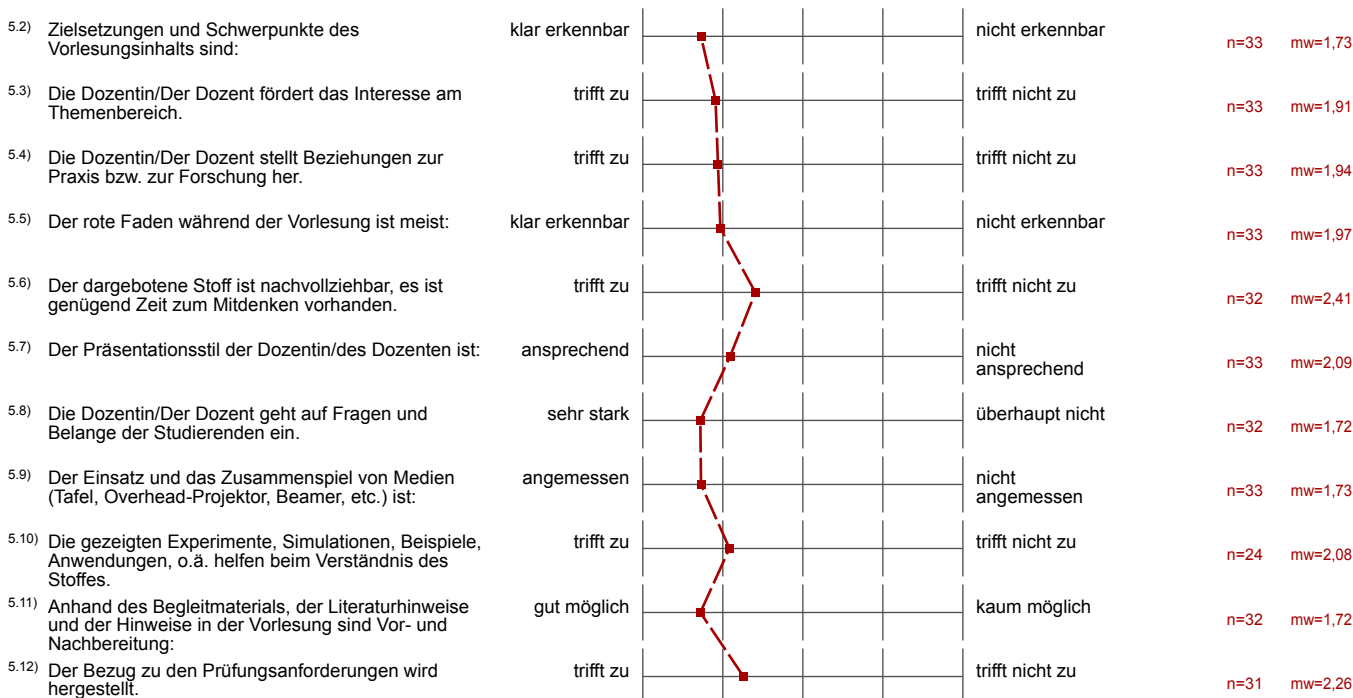 5.2) Zielsetzungen und Schwerpunkte des klar erkennbar nicht erkennbar n=33 mw=1,73
Vorlesungsinhalts sind:
5.3) Die Dozentin/Der Dozent fördert das Interesse am trifft zu trifft nicht zu n=33 mw=1,91
Themenbereich.
5.4) Die Dozentin/Der Dozent stellt Beziehungen zur trifft zu trifft nicht zu n=33 mw=1,94
Praxis bzw. zur Forschung her.
5.5) Der rote Faden während der Vorlesung ist meist: klar erkennbar nicht erkennbar n=33 mw=1,97
5.6) Der dargebotene Stoff ist nachvollziehbar, es ist trifft zu trifft nicht zu n=32 mw=2,41
genügend Zeit zum Mitdenken vorhanden.
5.7) Der Präsentationsstil der Dozentin/des Dozenten ist: ansprechend nicht n=33 mw=2,09
ansprechend
5.8) Die Dozentin/Der Dozent geht auf Fragen und sehr stark überhaupt nicht n=32 mw=1,72
Belange der Studierenden ein.
5.9) Der Einsatz und das Zusammenspiel von Medien angemessen nicht n=33 mw=1,73
(Tafel, Overhead-Projektor, Beamer, etc.) ist: angemessen
5.10) Die gezeigten Experimente, Simulationen, Beispiele, trifft zu trifft nicht zu n=24 mw=2,08
Anwendungen, o.ä. helfen beim Verständnis des
Stoffes.
5.11) Anhand des Begleitmaterials, der Literaturhinweise gut möglich kaum möglich n=32 mw=1,72
und der Hinweise in der Vorlesung sind Vor- und
Nachbereitung:
5.12) Der Bezug zu den Prüfungsanforderungen wird trifft zu trifft nicht zu n=31 mw=2,26
hergestellt.